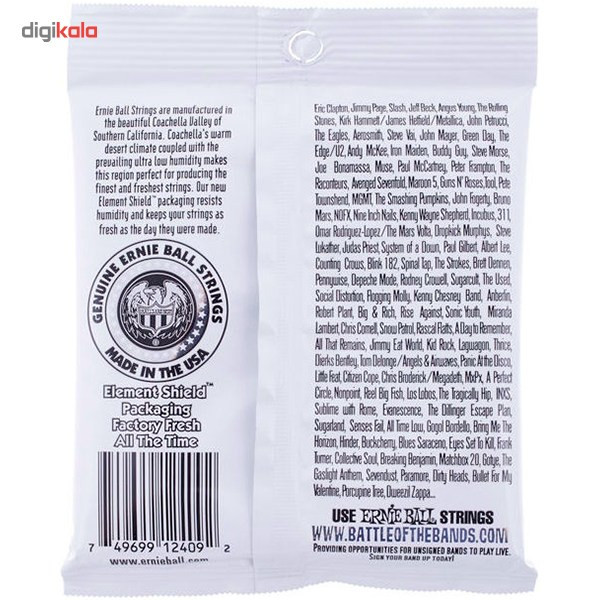 digikala
Ernie Ball Strings are manufactured in
the beautiful Coachella Valley of
Southern California. Coachella's warm
desert climate coupled with the
prevailing ultra low humidity makes
this region perfect for producing the
finest and freshest strings. Our new
Element Shield™ packaging resists
humidity and keeps your strings as
fresh as the day they were made.
GENUINE ERNIE BALL STRINGS
MADE IN THE USA
Element Shield™
Packaging
Factory Fresh
All The Time
7 49699 12409 2
www.ernieball.com
Eric Clapton, Jimmy Page, Slash, Jeff Beck, Angus Young, The Rolling
Stones, Kirk Hammett/James Hetfield/Metallica, John Petrucci,
The Eagles, Aerosmith, Steve Vai, John Mayer, Green Day, The
Edge/U2, Andy McKee, Iron Maiden, Buddy Guy, Steve Morse,
Joe Bonamassa, Muse, Paul McCartney, Peter Frampton, The
Raconteurs, Avenged Sevenfold, Maroon 5, Guns N' Roses, Tool, Pete
Townshend, MGMT, The Smashing Pumpkins, John Fogerty, Bruno
Mars, NOFX, Nine Inch Nails, Kenny Wayne Shepherd, Incubus, 311,
Omar Rodriguez-Lopez/The Mars Volta, Dropkick Murphys, Steve
Lukather, Judas Priest, System of a Down, Paul Gilbert, Albert Lee,
Counting Crows, Blink 182, Spinal Tap, The Strokes, Brett Dennen,
Pennywise, Depeche Mode, Rodney Crowell, Sugarcult, The Used,
Social Distortion, Flogging Molly, Kenny Chesney Band, Anberlin,
Robert Plant, Big & Rich, Rise Against, Sonic Youth, Miranda
Lambert, Chris Cornell, Snow Patrol, Rascal Flatts, A Day to Remember,
All That Remains, Jimmy Eat World, Kid Rock, Lagwagon, Thrice,
Dierks Bentley, Tom Delonge/Angels & Airwaves, Panic At the Disco,
Little Feat, Citizen Cope, Chris Broderick/Megadeth, MxPx, A Perfect
Circle, Nonpoint, Reel Big Fish, Los Lobos, The Tragically Hip, INXS,
Sublime with Rome, Evanescence, The Dillinger Escape Plan,
Sugarland, Senses Fail, All Time Low, Gogol Bordello, Bring Me The
Horizon, Hinder, Buckcherry, Blues Saraceno, Eyes Set To Kill, Frank
Turner, Collective Soul, Breaking Benjamin, Matchbox 20, Gotye, The
Gaslight Anthem, Sevendust, Paramore, Dirty Heads, Bullet For My
Valentine, Porcupine Tree, Dweezil Zappa...
USE ERNIE BALL STRINGS
WWW.BATTLEOFTHEBANDS.COM
PROVIDING OPPORTUNITIES FOR UNSIGNED BANDS TO PLAY LIVE.
SIGN YOUR BAND UP TODAY!